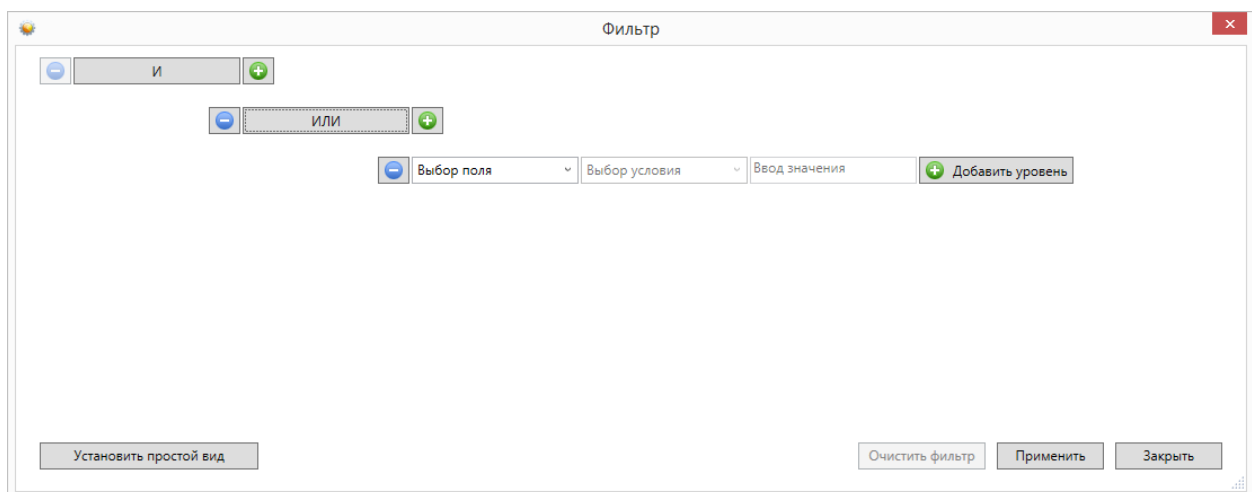 Фильтр
И
ИЛИ
Выбор поля Выбор условия Ввод значения Добавить уровень
Установить простой вид Очистить фильтр Применить Закрыть